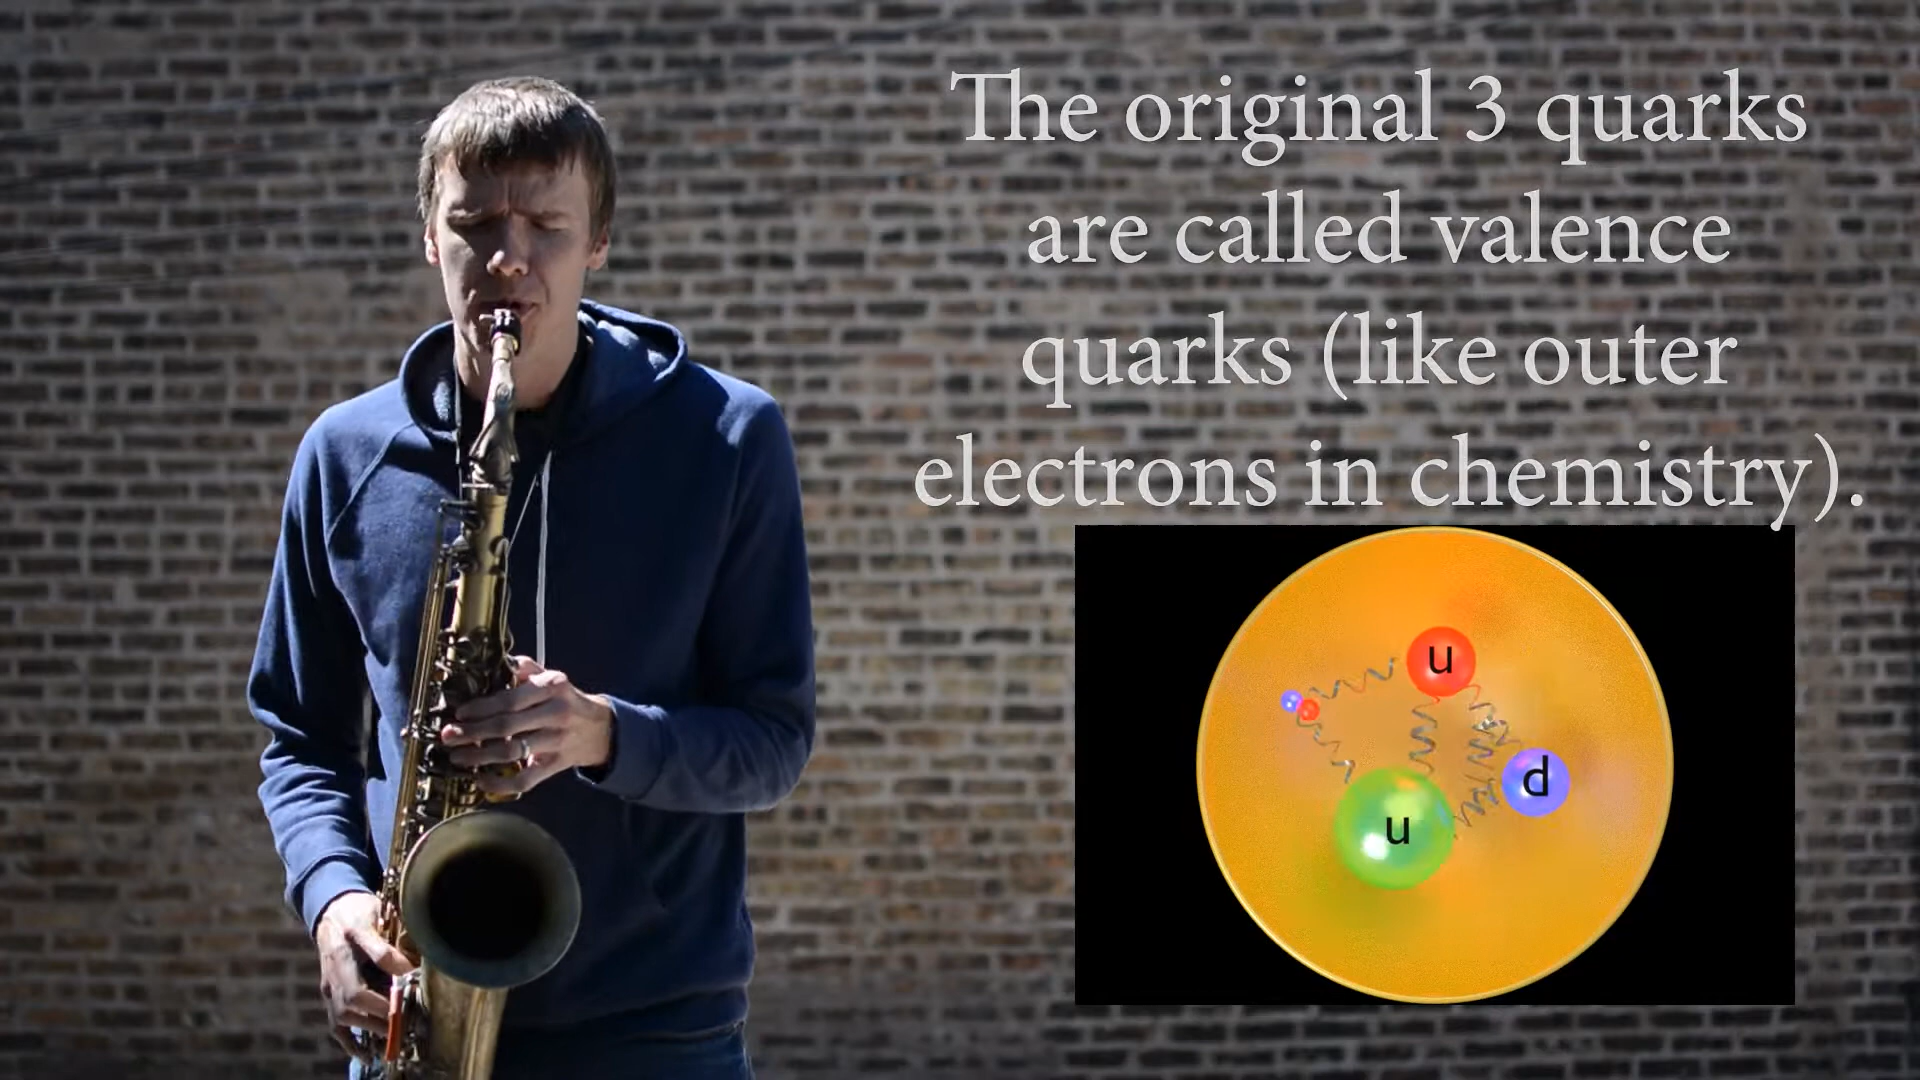 The original 3 quarks
are called valence
quarks (like outer
electrons in chemistry).
u
d
u